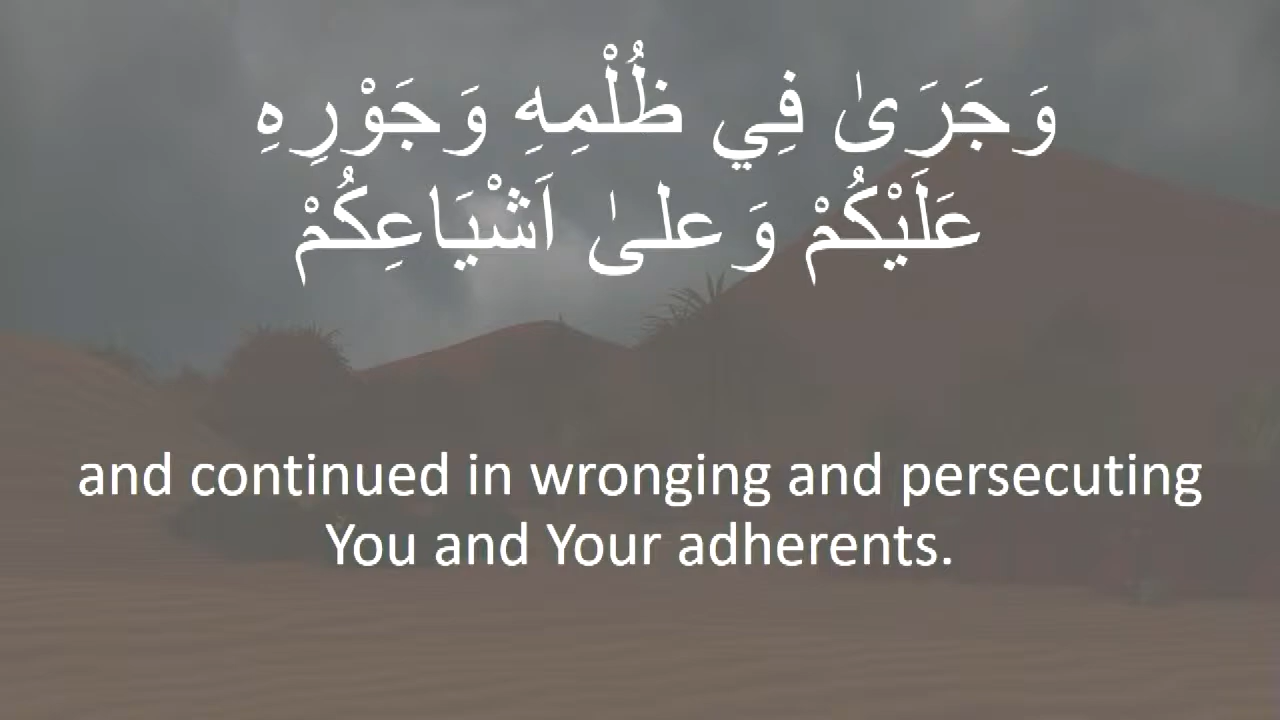 وَجَرَىٰ فِي ظُلْمِهِ وَجَوْرِهِ
عَلَيْكُمْ وَعلىٰ اَشْيَاعِكُمْ
and continued in wronging and persecuting
You and Your adherents.